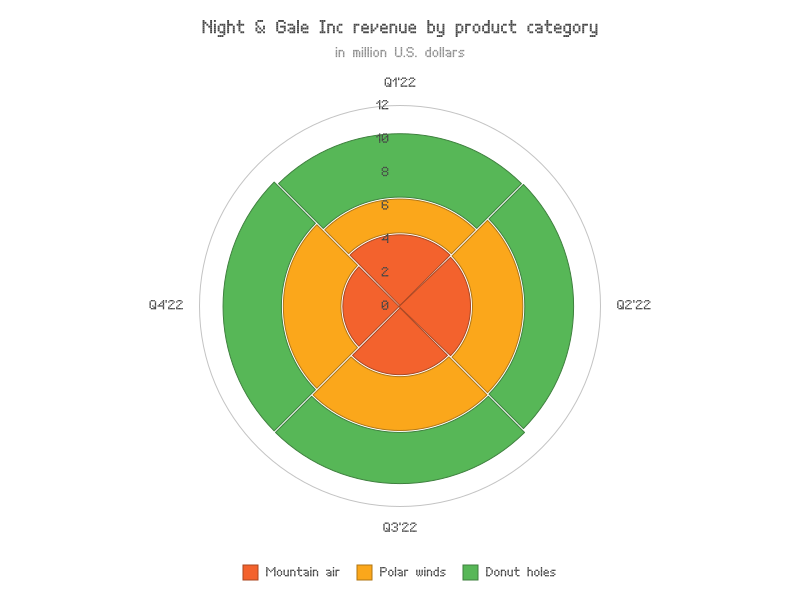 Night & Gale Inc revenue by product category
in million U.S. dollars
Q1'22
12
10
8
6
4
2
0
Q4'22
Q2'22
Q3'22
Mountain air
Polar winds
Donut holes